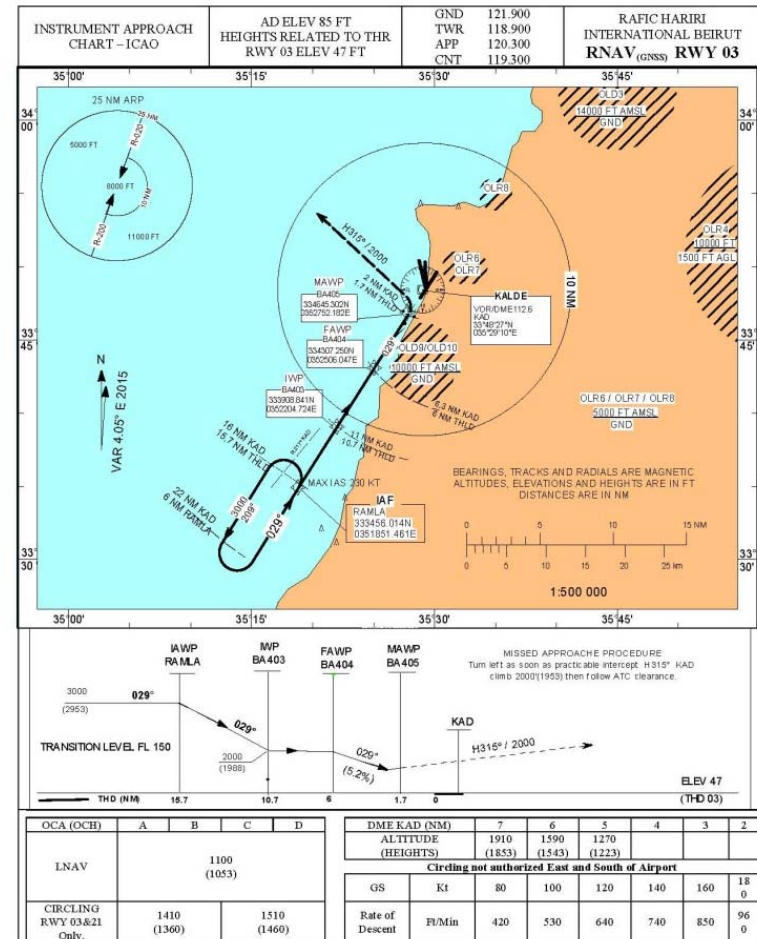 INSTRUMENT APPROACH
CHART – ICAO
AD ELEV 85 FT
HEIGHTS RELATED TO THR
RWY 03 ELEV 47 FT
GND 121.900
TWR 118.900
APP 120.300
CNT 119.300
RAFIC HARIRI
INTERNATIONAL BEIRUT
RNAV(GNSS) RWY 03
35°00' 35°15' 35°30' 35°45'
34°
00'
25 NM ARP
25 NM
R-020
5000 FT
8000 FT
10 NM
R-200
11000 FT
OLD3
14000 FT AMSL
GND
OLR8
OLR4
10000 FT
1500 FT AGL
OLR6
OLR7
H315° / 2000
MAWP
BA405
334645.302N
0352752.182E
2 NM KAD
1.7 NM THLD
KALDE
VOR/DME112.6
KAD
33°48'27"N
035°29'10"E
10 NM
FAWP
BA404
334307.250N
0352506.047E
029°
33°
45'
33°
45'
OLD9/OLD10
10000 FT AMSL
GND
OLR6 / OLR7 / OLR8
5000 FT AMSL
GND
N
VAR 4.05° E 2015
IWP
BA403
333908.841N
0352204.724E
6.3 NM KAD
6 NM THLD
11 NM KAD
10.7 NM THLD
16 NM KAD
15.7 NM THLD
MAX IAS 230 KT
22 NM KAD
6 NM RAMLA
3000
209°
029°
IAF
RAMLA
333456.014N
0351851.461E
BEARINGS, TRACKS AND RADIALS ARE MAGNETIC
ALTITUDES, ELEVATIONS AND HEIGHTS ARE IN FT
DISTANCES ARE IN NM
0 5 10 15 NM
0 5 10 15 20 25 km
1:500 000
33°
30'
33°
30'
35°00' 35°15' 35°30' 35°45'
IAWP
RAMLA
IWP
BA403
FAWP
BA404
MAWP
BA405
MISSED APPROACHE PROCEDURE
Turn left as soon as practicable intercept H315° KAD
climb 2000'(1953) then follow ATC clearance.
3000
(2953)
029°
029°
KAD
TRANSITION LEVEL FL 150
2000
(1988)
029°
(5.2%)
H315° / 2000
ELEV 47
(THD 03)
THD (NM) 15.7 10.7 6 1.7 0
OCA (OCH) A B C D
LNAV 1100
(1053)
CIRCLING
RWY 03&21
Only.
1410
(1360)
1510
(1460)
DME KAD (NM) 7 6 5 4 3 2
ALTITUDE 1910 1590 1270
(HEIGHTS) (1853) (1543) (1223)
Circling not authorized East and South of Airport
GS Kt 80 100 120 140 160 180
Rate of
Descent Ft/Min 420 530 640 740 850 960